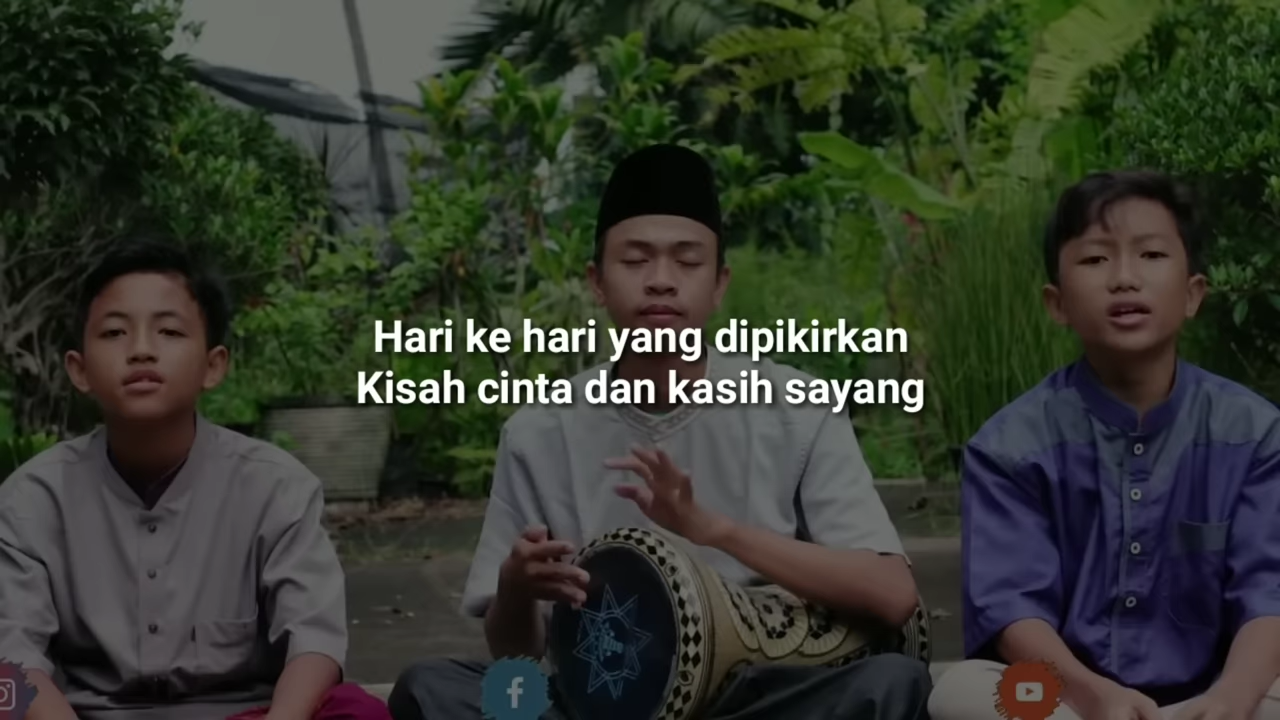 Hari ke hari yang dipikirkan
Kisah cinta dan kasih sayang